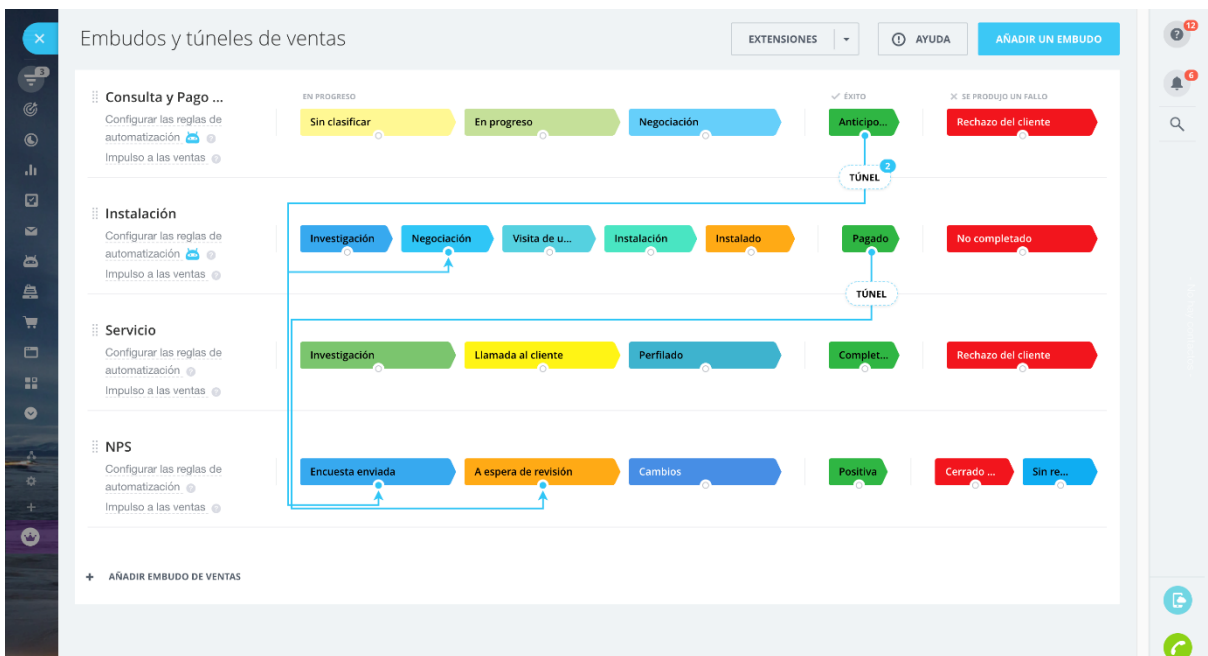 Embudos y túneles de ventas
EXTENSIONES
AYUDA
AÑADIR UN EMBUDO
12
3
6
Consulta y Pago ...
Configurar las reglas de
automatización
Impulso a las ventas
EN PROGRESO
ÉXITO
SE PRODUJO UN FALLO
Sin clasificar
En progreso
Negociación
Anticipo...
Rechazo del cliente
TÚNEL
2
Instalación
Configurar las reglas de
automatización
Impulso a las ventas
Investigación
Negociación
Visita de u...
Instalación
Instalado
Pagado
No completado
TÚNEL
Servicio
Configurar las reglas de
automatización
Impulso a las ventas
Investigación
Llamada al cliente
Perfilado
Complet...
Rechazo del cliente
NPS
Configurar las reglas de
automatización
Impulso a las ventas
Encuesta enviada
A espera de revisión
Cambios
Positiva
Cerrado ...
Sin re...
+ AÑADIR EMBUDO DE VENTAS